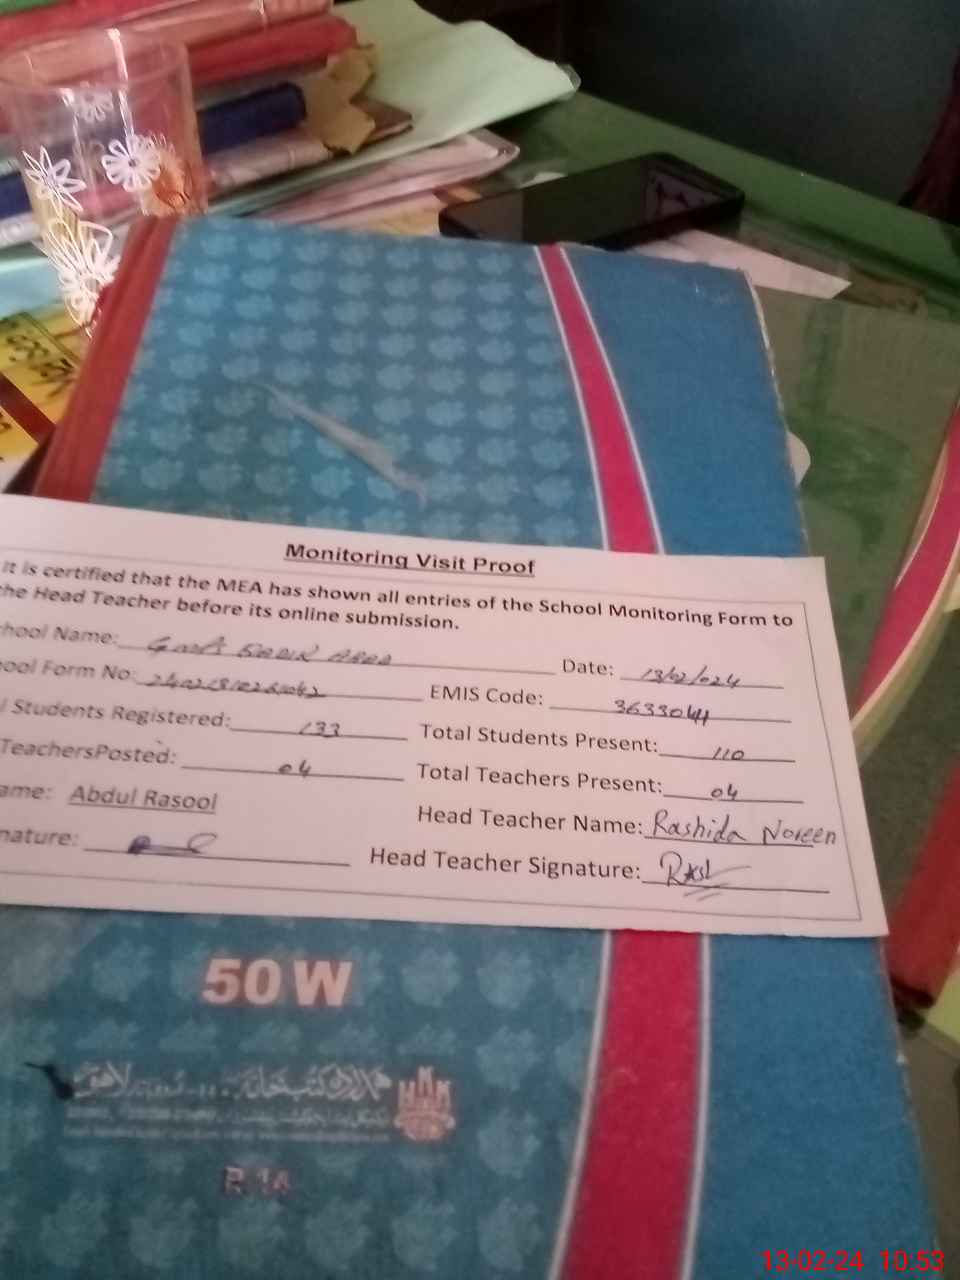 Monitoring Visit Proof
It is certified that the MEA has shown all entries of the School Monitoring Form to
the Head Teacher before its online submission.
chool Name: Date: 13/02/024
ool Form No: EMIS Code: 36330411
l Students Registered: 133 Total Students Present: 110
TeachersPosted: 04 Total Teachers Present: 04
ame: Abdul Rasool Head Teacher Name: Rashida Noreen
nature: Head Teacher Signature:
50 W
R 14
13-02-24 10:53